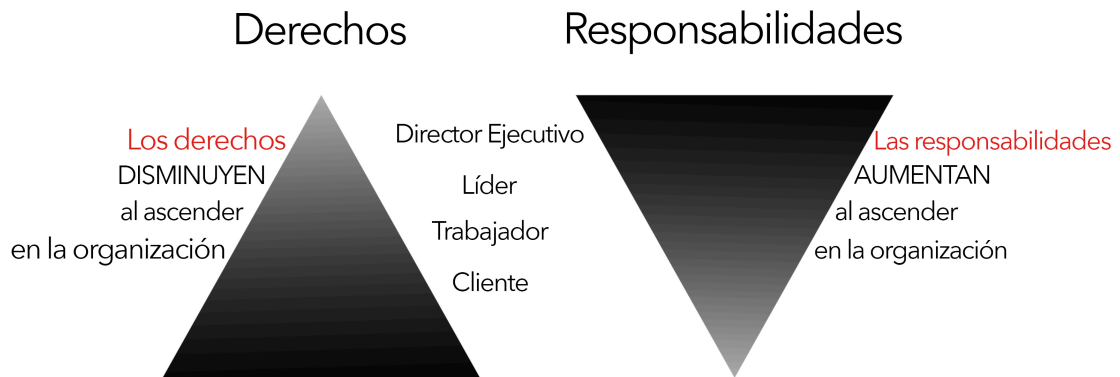 Derechos
Responsabilidades
Los derechos
DISMINUYEN
al ascender
en la organización
Director Ejecutivo
Líder
Trabajador
Cliente
Las responsabilidades
AUMENTAN
al ascender
en la organización